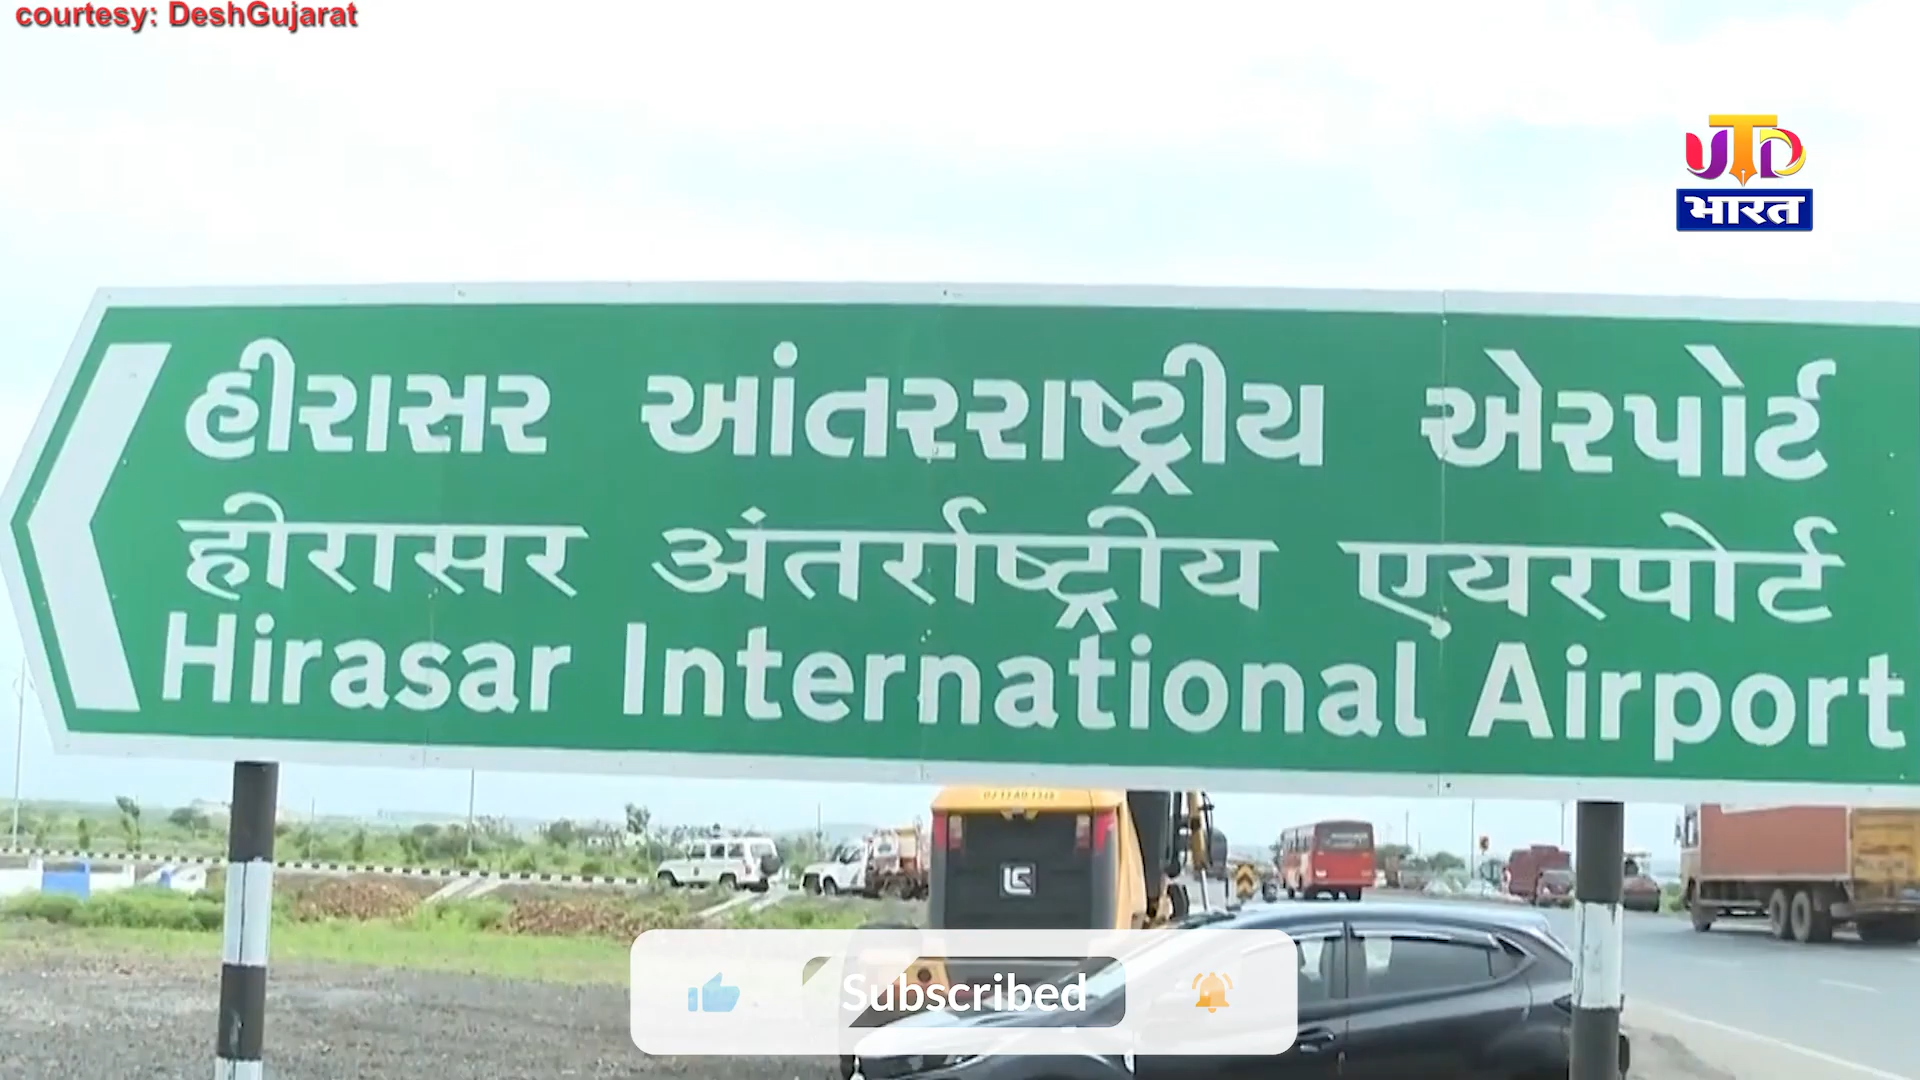 courtesy: DeshGujarat
UTD
भारत
હીરાસર આંતરરાષ્ટ્રીય એરપોર્ટ
हीरासर अंतर्राष्ट्रीय एयरपोर्ट
Hirasar International Airport
Subscribed